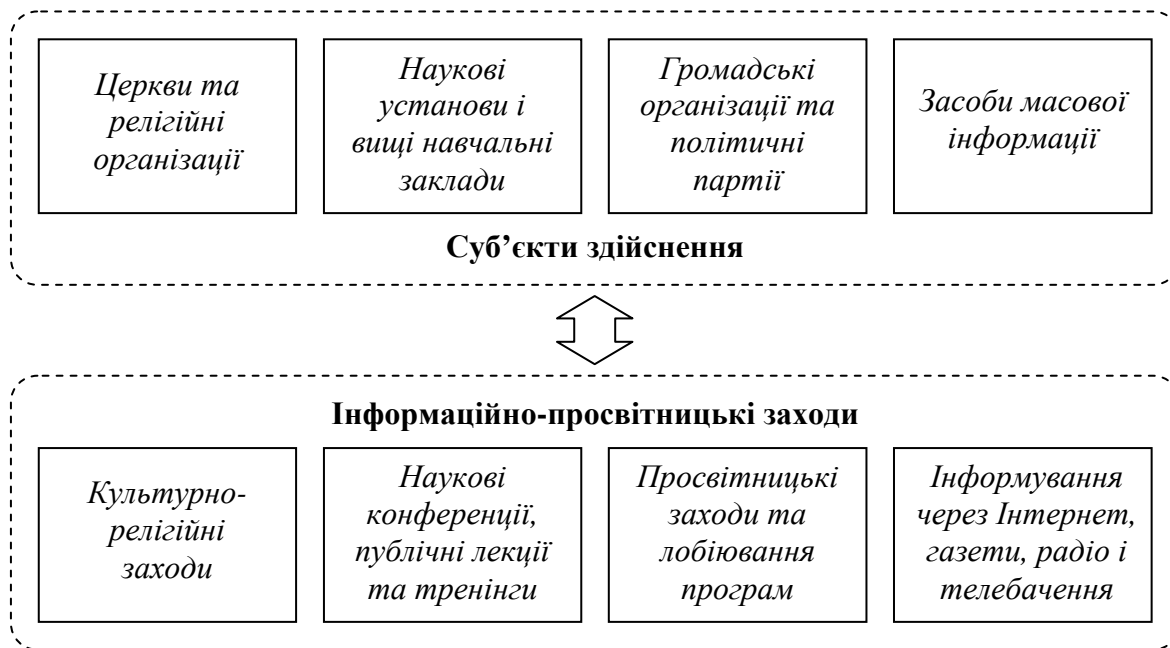 Церкви та
релігійні
організації
Наукові
установи і
вищі навчальні
заклади
Громадські
організації та
політичні
партії
Засоби масової
інформації
Суб’єкти здійснення
Інформаційно-просвітницькі заходи
Культурно-
релігійні
заходи
Наукові
конференції,
публічні лекції
та тренінги
Просвітницькі
заходи та
лобіювання
програм
Інформування
через Інтернет,
газети, радіо і
телебачення